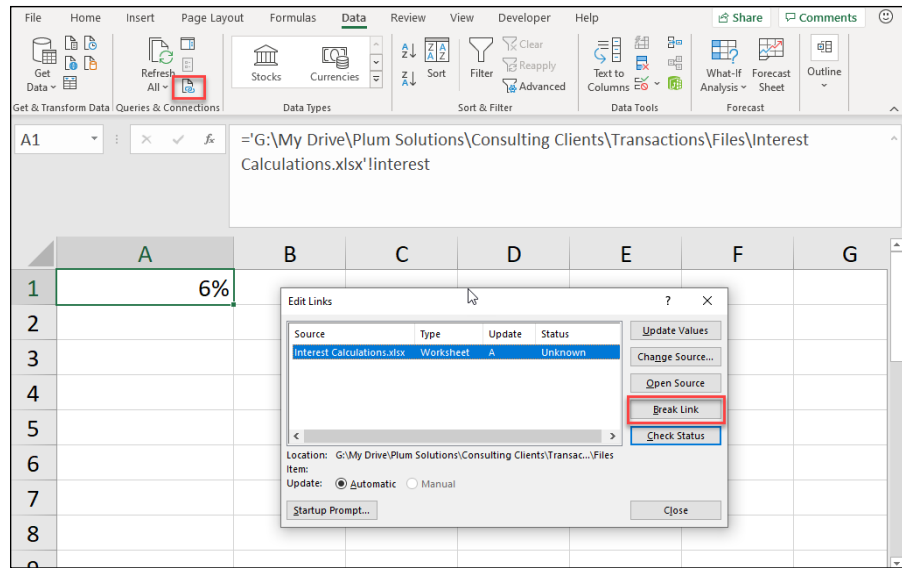 File Home Insert Page Layout Formulas Data Review View Developer Help Share Comments
Get Data
Refresh All
Stocks
Currencies
Sort
Filter
Clear
Reapply
Advanced
Text to Columns
What-If Analysis
Forecast Sheet
Outline
Get & Transform Data Queries & Connections Data Types Sort & Filter Data Tools Forecast
A1 fx ='G:\My Drive\Plum Solutions\Consulting Clients\Transactions\Files\Interest
Calculations.xlsx'!interest
A B C D E F G
1 6%
2
3
4
5
6
7
8
9
Edit Links ? ×
Source Type Update Status
Interest Calculations.xlsx Worksheet A Unknown
Update Values
Change Source...
Open Source
Break Link
Check Status
Location: G:\My Drive\Plum Solutions\Consulting Clients\Transac...\Files
Item:
Update: Automatic Manual
Startup Prompt... Close